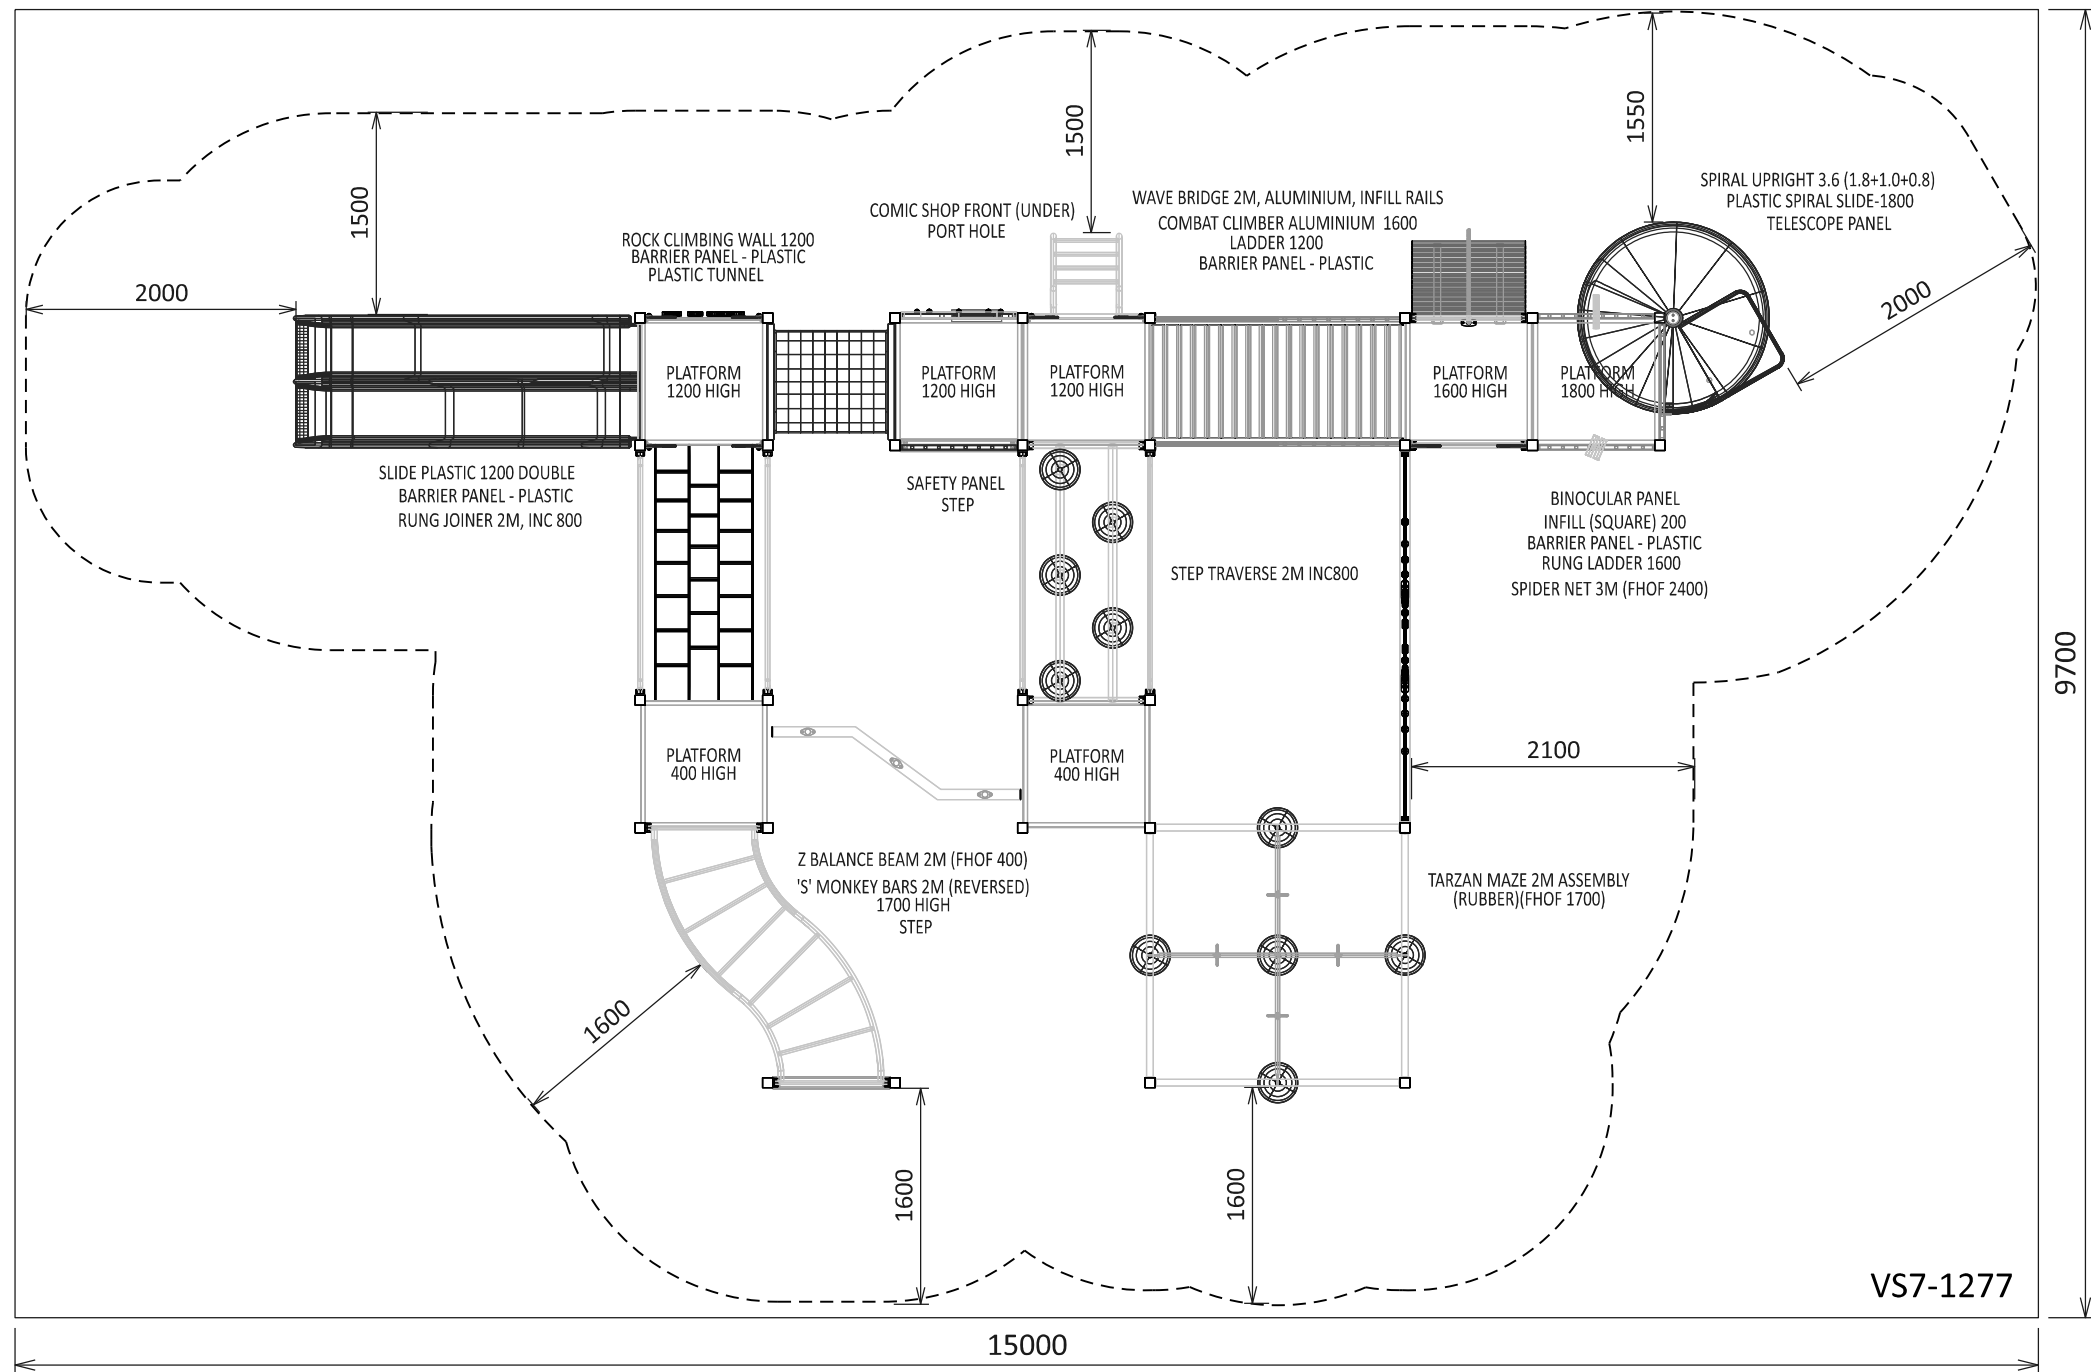 1500
1550
1500
2000
2000
SPIRAL UPRIGHT 3.6 (1.8+1.0+0.8)
PLASTIC SPIRAL SLIDE-1800
TELESCOPE PANEL
WAVE BRIDGE 2M, ALUMINIUM, INFILL RAILS
COMBAT CLIMBER ALUMINIUM 1600
LADDER 1200
BARRIER PANEL - PLASTIC
COMIC SHOP FRONT (UNDER)
PORT HOLE
ROCK CLIMBING WALL 1200
BARRIER PANEL - PLASTIC
PLASTIC TUNNEL
PLATFORM
1200 HIGH
PLATFORM
1200 HIGH
PLATFORM
1200 HIGH
PLATFORM
1600 HIGH
PLATFORM
1800 HIGH
SLIDE PLASTIC 1200 DOUBLE
BARRIER PANEL - PLASTIC
RUNG JOINER 2M, INC 800
SAFETY PANEL
STEP
STEP TRAVERSE 2M INC800
BINOCULAR PANEL
INFILL (SQUARE) 200
BARRIER PANEL - PLASTIC
RUNG LADDER 1600
SPIDER NET 3M (FHOF 2400)
9700
PLATFORM
400 HIGH
PLATFORM
400 HIGH
2100
Z BALANCE BEAM 2M (FHOF 400)
'S' MONKEY BARS 2M (REVERSED)
1700 HIGH
STEP
TARZAN MAZE 2M ASSEMBLY
(RUBBER)(FHOF 1700)
1600
1600
1600
VS7-1277
15000